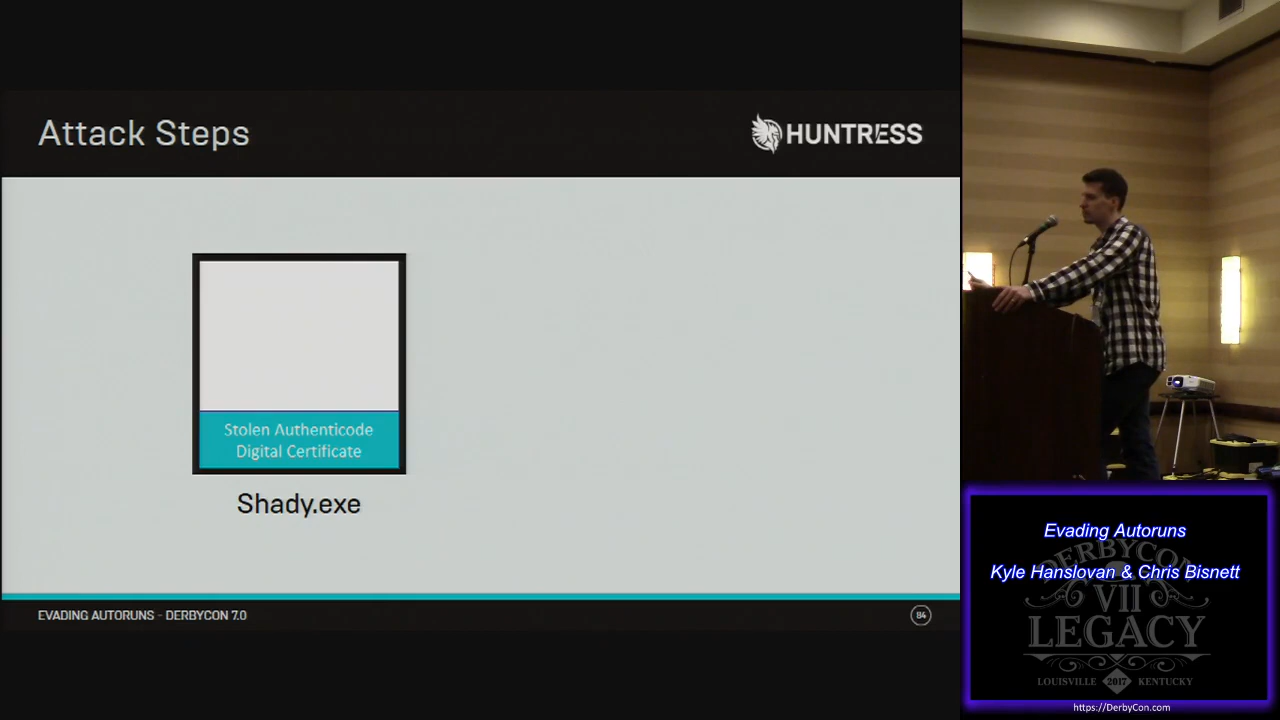 Attack Steps
HUNTRESS
Stolen Authenticode
Digital Certificate
Shady.exe
EVADING AUTORUNS - DERBYCON 7.0
84
Evading Autoruns
Kyle Hanslovan & Chris Bisnett
DERBYCON
VII
LEGACY
LOUISVILLE 2017 KENTUCKY
https://DerbyCon.com